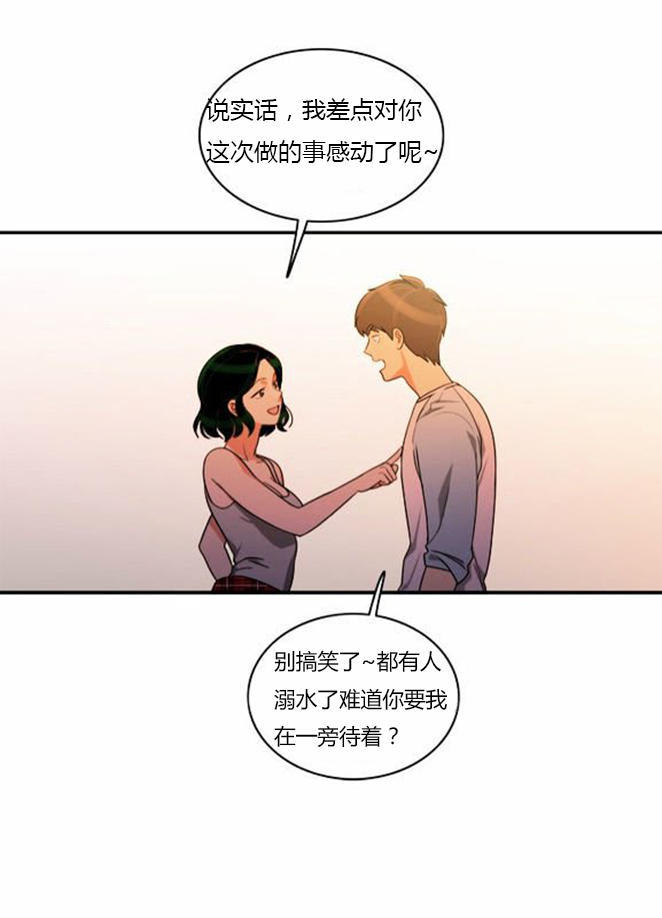 说实话，我差点对你
这次做的事感动了呢~
别搞笑了~都有人
溺水了难道你要我
在一旁待着？